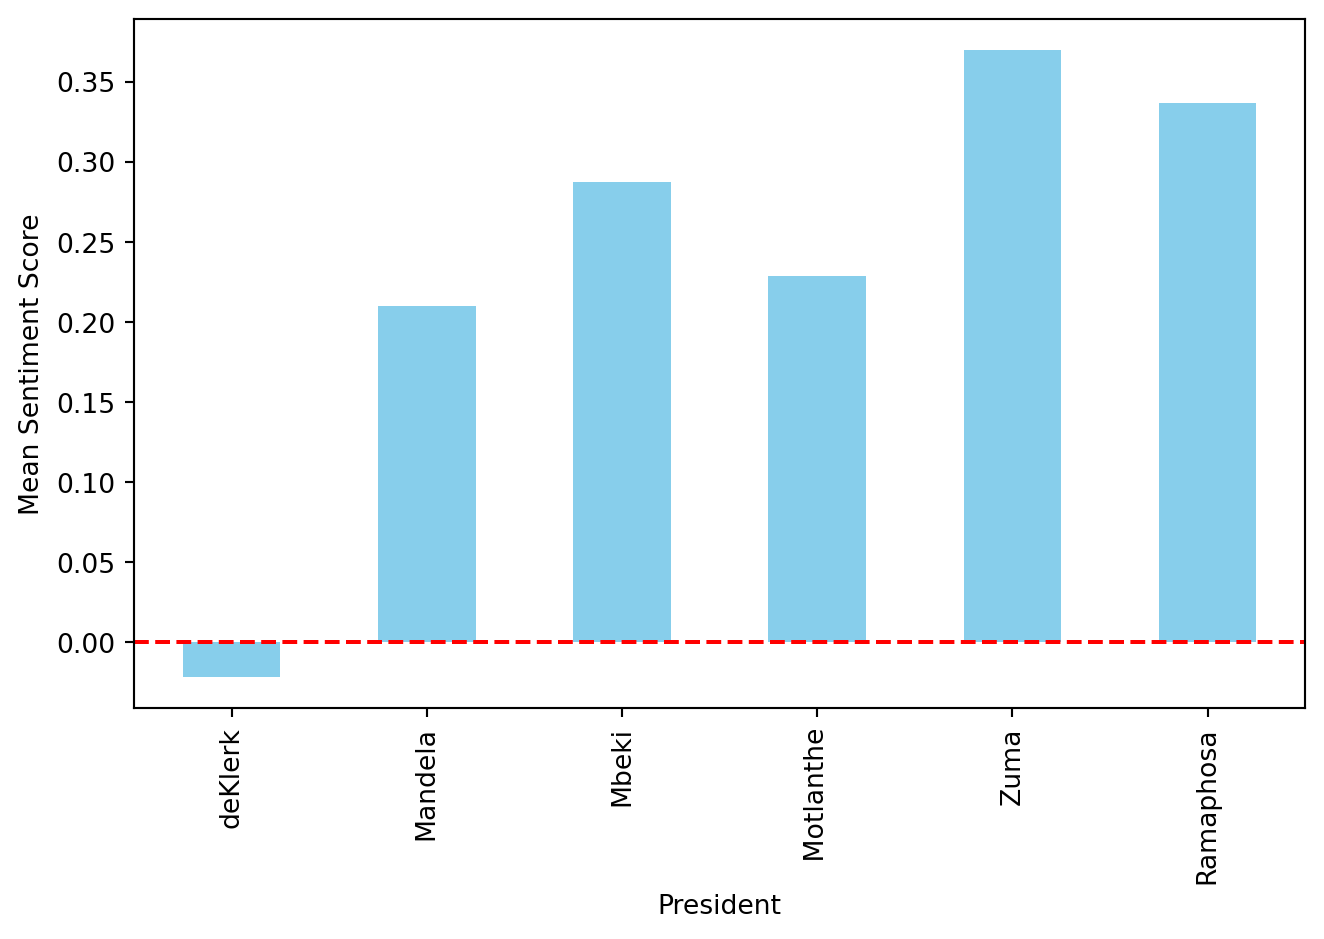 Mean Sentiment Score
0.35
0.30
0.25
0.20
0.15
0.10
0.05
0.00
deKlerk
Mandela
Mbeki
Motlanthe
Zuma
Ramaphosa
President